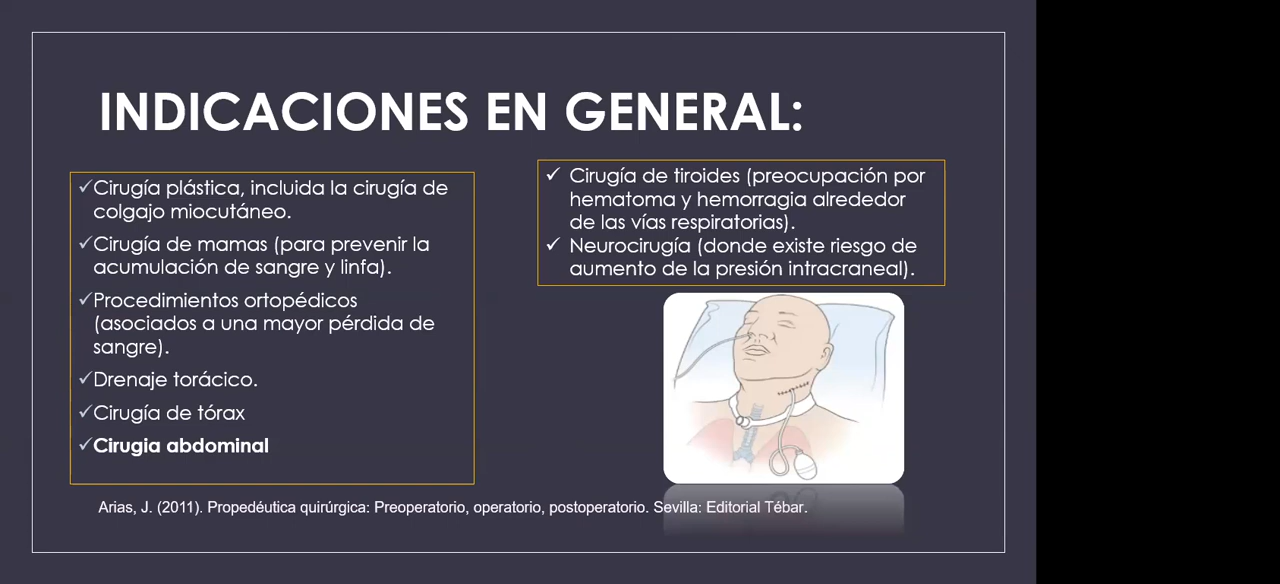 INDICACIONES EN GENERAL:
✓Cirugía plástica, incluida la cirugía de
colgajo miocutáneo.
✓Cirugía de mamas (para prevenir la
acumulación de sangre y linfa).
✓Procedimientos ortopédicos
(asociados a una mayor pérdida de
sangre).
✓Drenaje torácico.
✓Cirugía de tórax
✓Cirugia abdominal
✓ Cirugía de tiroides (preocupación por
hematoma y hemorragia alrededor
de las vías respiratorias).
✓ Neurocirugía (donde existe riesgo de
aumento de la presión intracraneal).
Arias, J. (2011). Propedéutica quirúrgica: Preoperatorio, operatorio, postoperatorio. Sevilla: Editorial Tébar.